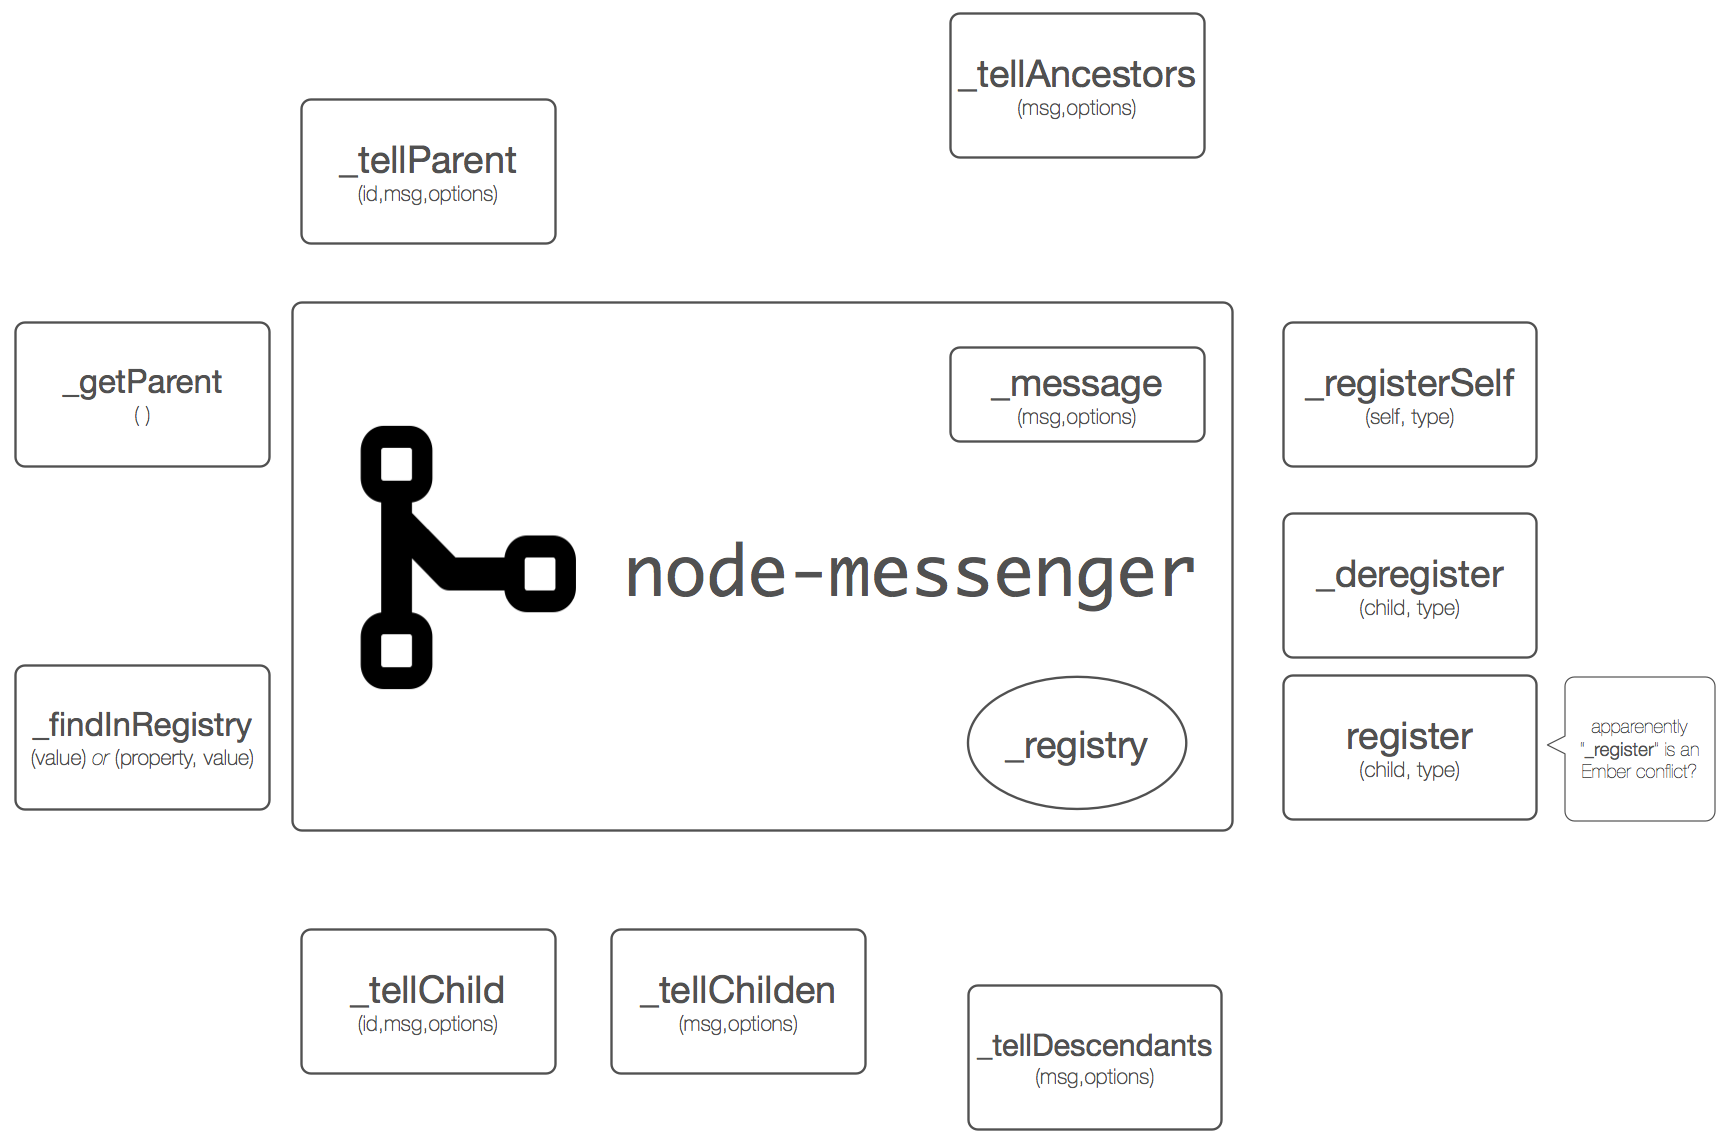 _tellAncestors
(msg,options)
_tellParent
(id,msg,options)
_getParent
( )
_message
(msg,options)
_registerSelf
(self, type)
node-messenger
_deregister
(child, type)
_findInRegistry
(value) or (property, value)
_registry
register
(child, type)
apparenently
"_register" is an
Ember conflict?
_tellChild
(id,msg,options)
_tellChilden
(msg,options)
_tellDescendants
(msg,options)